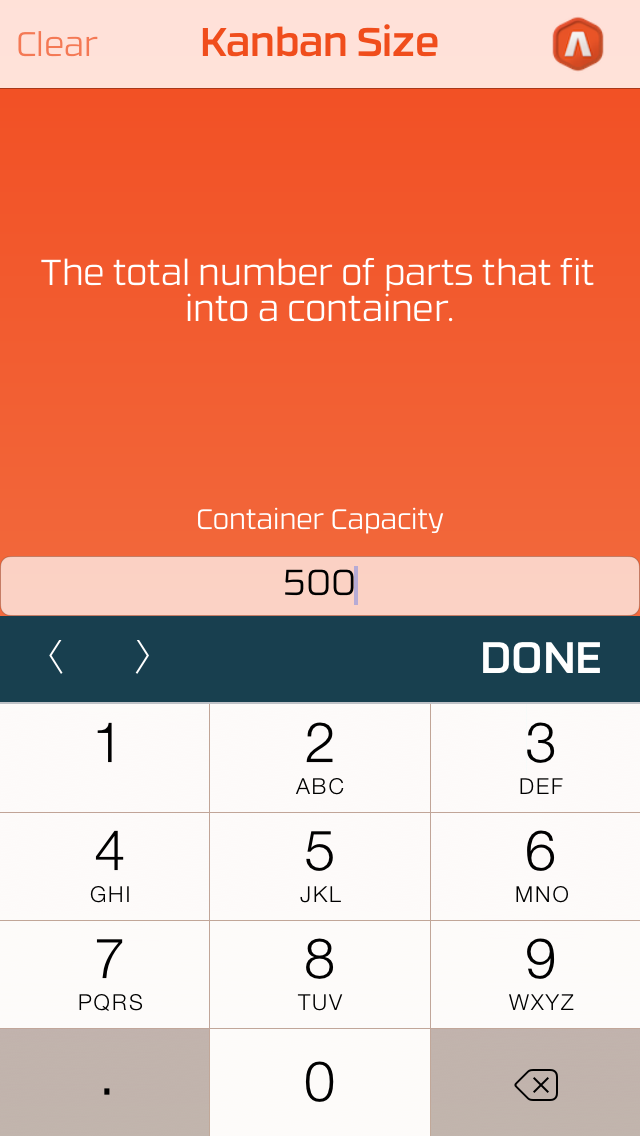 Clear
Kanban Size
The total number of parts that fit
into a container.
Container Capacity
500
DONE
1
2
ABC
3
DEF
4
GHI
5
JKL
6
MNO
7
PQRS
8
TUV
9
WXYZ
.
0